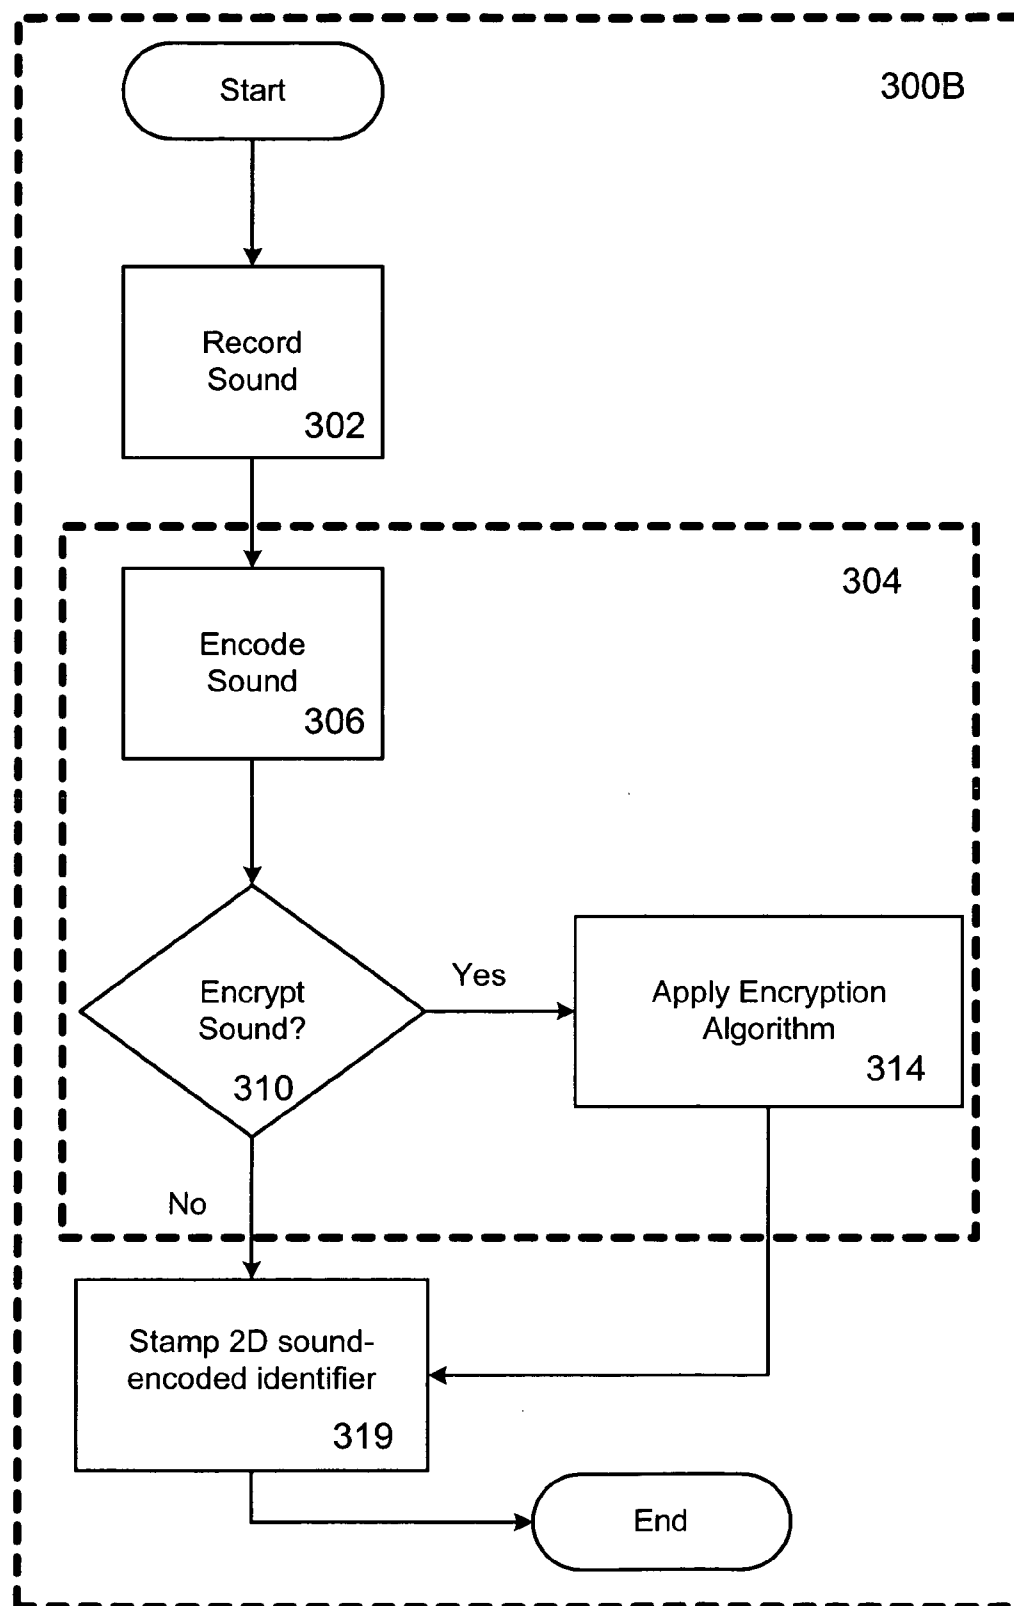 Start
300B
Record
Sound
302
304
Encode
Sound
306
Encrypt
Sound?
310
Yes
Apply Encryption
Algorithm
314
No
Stamp 2D sound-
encoded identifier
319
End